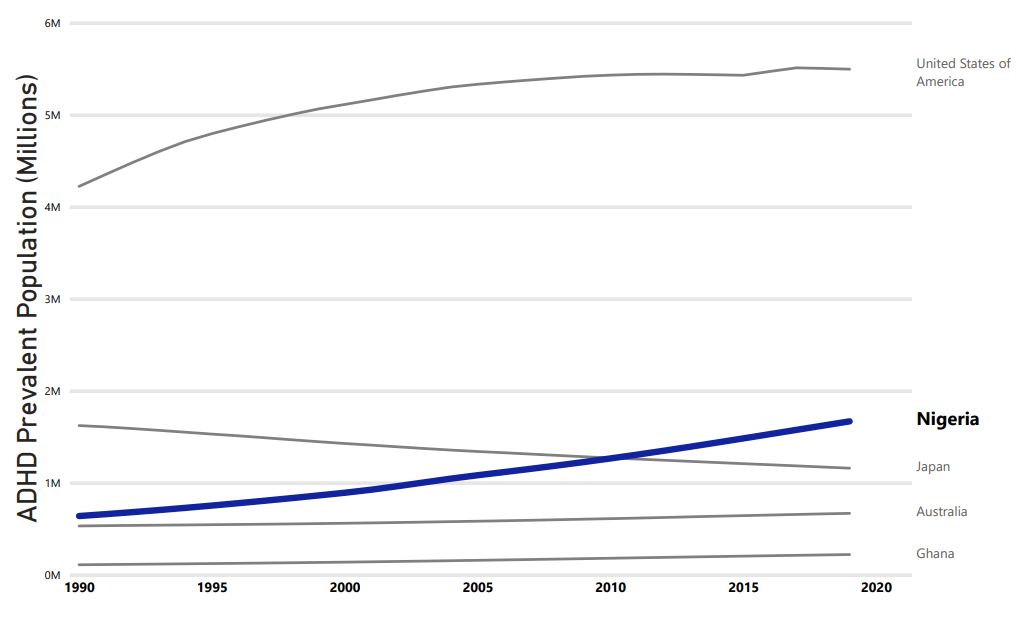 ADHD Prevalent Population (Millions)
6M
5M
4M
3M
2M
1M
0M
1990
1995
2000
2005
2010
2015
2020
United States of
America
Nigeria
Japan
Australia
Ghana